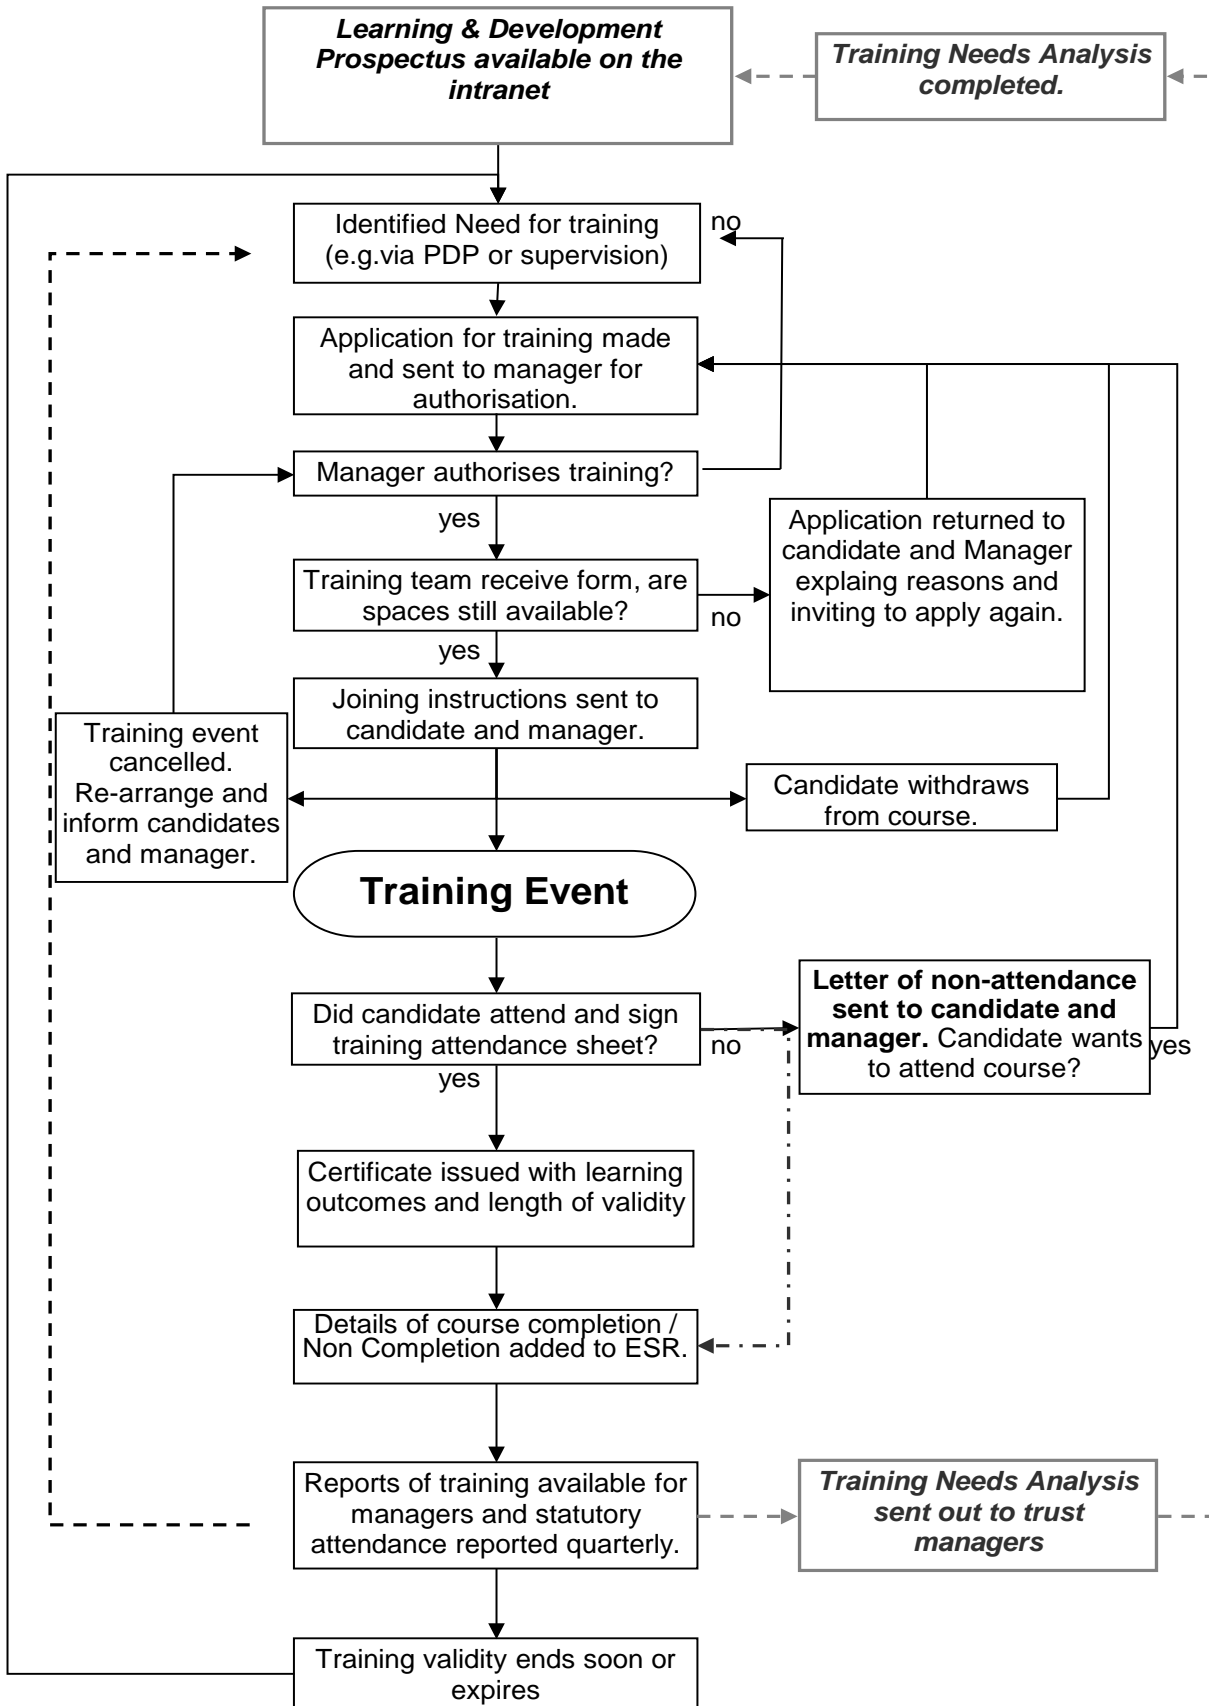 Learning & Development
Prospectus available on the
intranet
Training Needs Analysis
completed.
Identified Need for training
(e.g.via PDP or supervision)
no
Application for training made
and sent to manager for
authorisation.
Manager authorises training?
yes
Application returned to
candidate and Manager
explaing reasons and
inviting to apply again.
Training team receive form, are
spaces still available?
no
yes
Joining instructions sent to
candidate and manager.
Training event
cancelled.
Re-arrange and
inform candidates
and manager.
Candidate withdraws
from course.
Training Event
Did candidate attend and sign
training attendance sheet?
no
yes
Letter of non-attendance
sent to candidate and
manager. Candidate wants
to attend course?
yes
Certificate issued with learning
outcomes and length of validity
Details of course completion /
Non Completion added to ESR.
Reports of training available for
managers and statutory
attendance reported quarterly.
Training Needs Analysis
sent out to trust
managers
Training validity ends soon or
expires